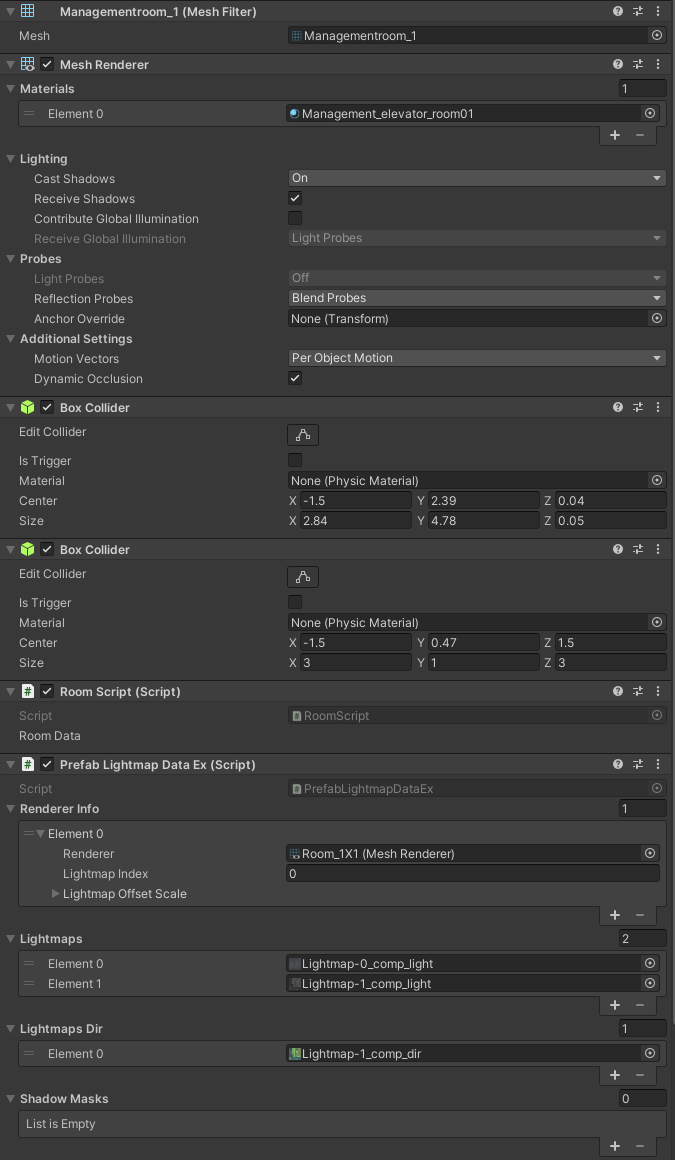 Managementroom_1 (Mesh Filter)
Mesh Managementroom_1
Mesh Renderer
Materials 1
Element 0 Management_elevator_room01
Lighting
Cast Shadows On
Receive Shadows
Contribute Global Illumination
Receive Global Illumination Light Probes
Probes
Light Probes Off
Reflection Probes Blend Probes
Anchor Override None (Transform)
Additional Settings
Motion Vectors Per Object Motion
Dynamic Occlusion
Box Collider
Edit Collider
Is Trigger
Material None (Physic Material)
Center X -1.5 Y 2.39 Z 0.04
Size X 2.84 Y 4.78 Z 0.05
Box Collider
Edit Collider
Is Trigger
Material None (Physic Material)
Center X -1.5 Y 0.47 Z 1.5
Size X 3 Y 1 Z 3
Room Script (Script)
Script RoomScript
Room Data
Prefab Lightmap Data Ex (Script)
Script PrefabLightmapDataEx
Renderer Info 1
Element 0
Renderer Room_1X1 (Mesh Renderer)
Lightmap Index 0
Lightmap Offset Scale
Lightmaps 2
Element 0 Lightmap-0_comp_light
Element 1 Lightmap-1_comp_light
Lightmaps Dir 1
Element 0 Lightmap-1_comp_dir
Shadow Masks 0
List is Empty